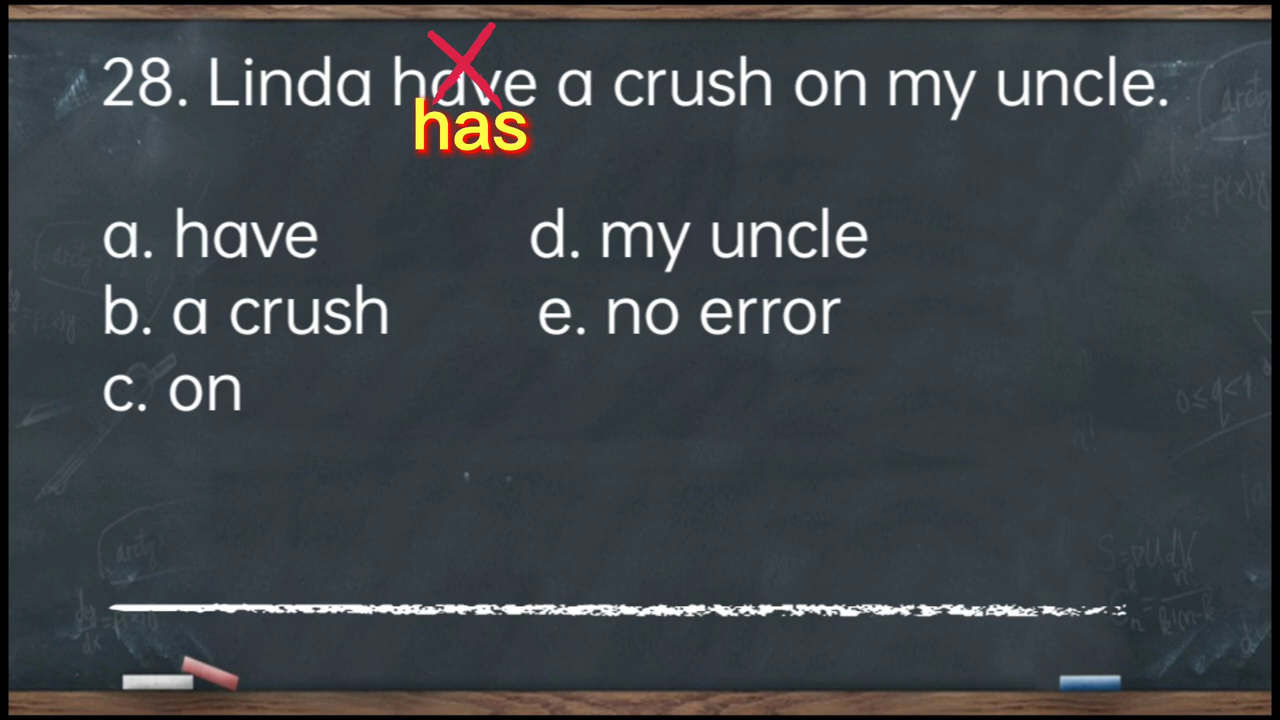 28. Linda have a crush on my uncle.
has
a. have
b. a crush
c. on
d. my uncle
e. no error